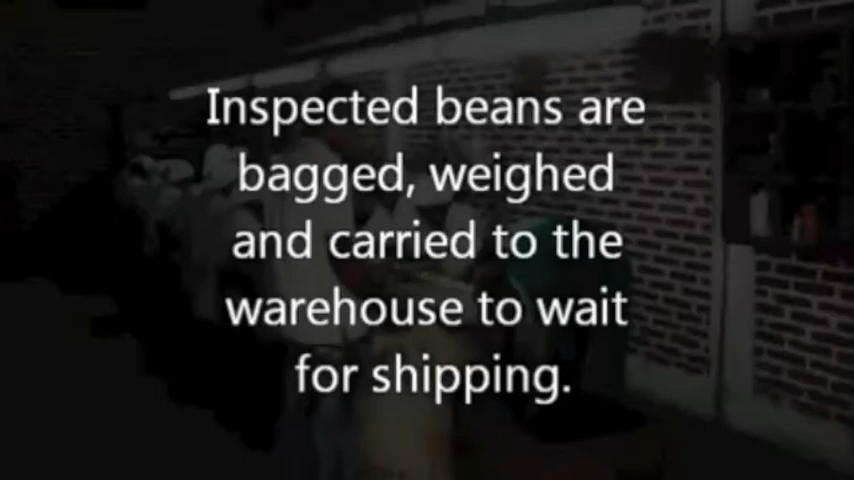 Inspected beans are
bagged, weighed
and carried to the
warehouse to wait
for shipping.